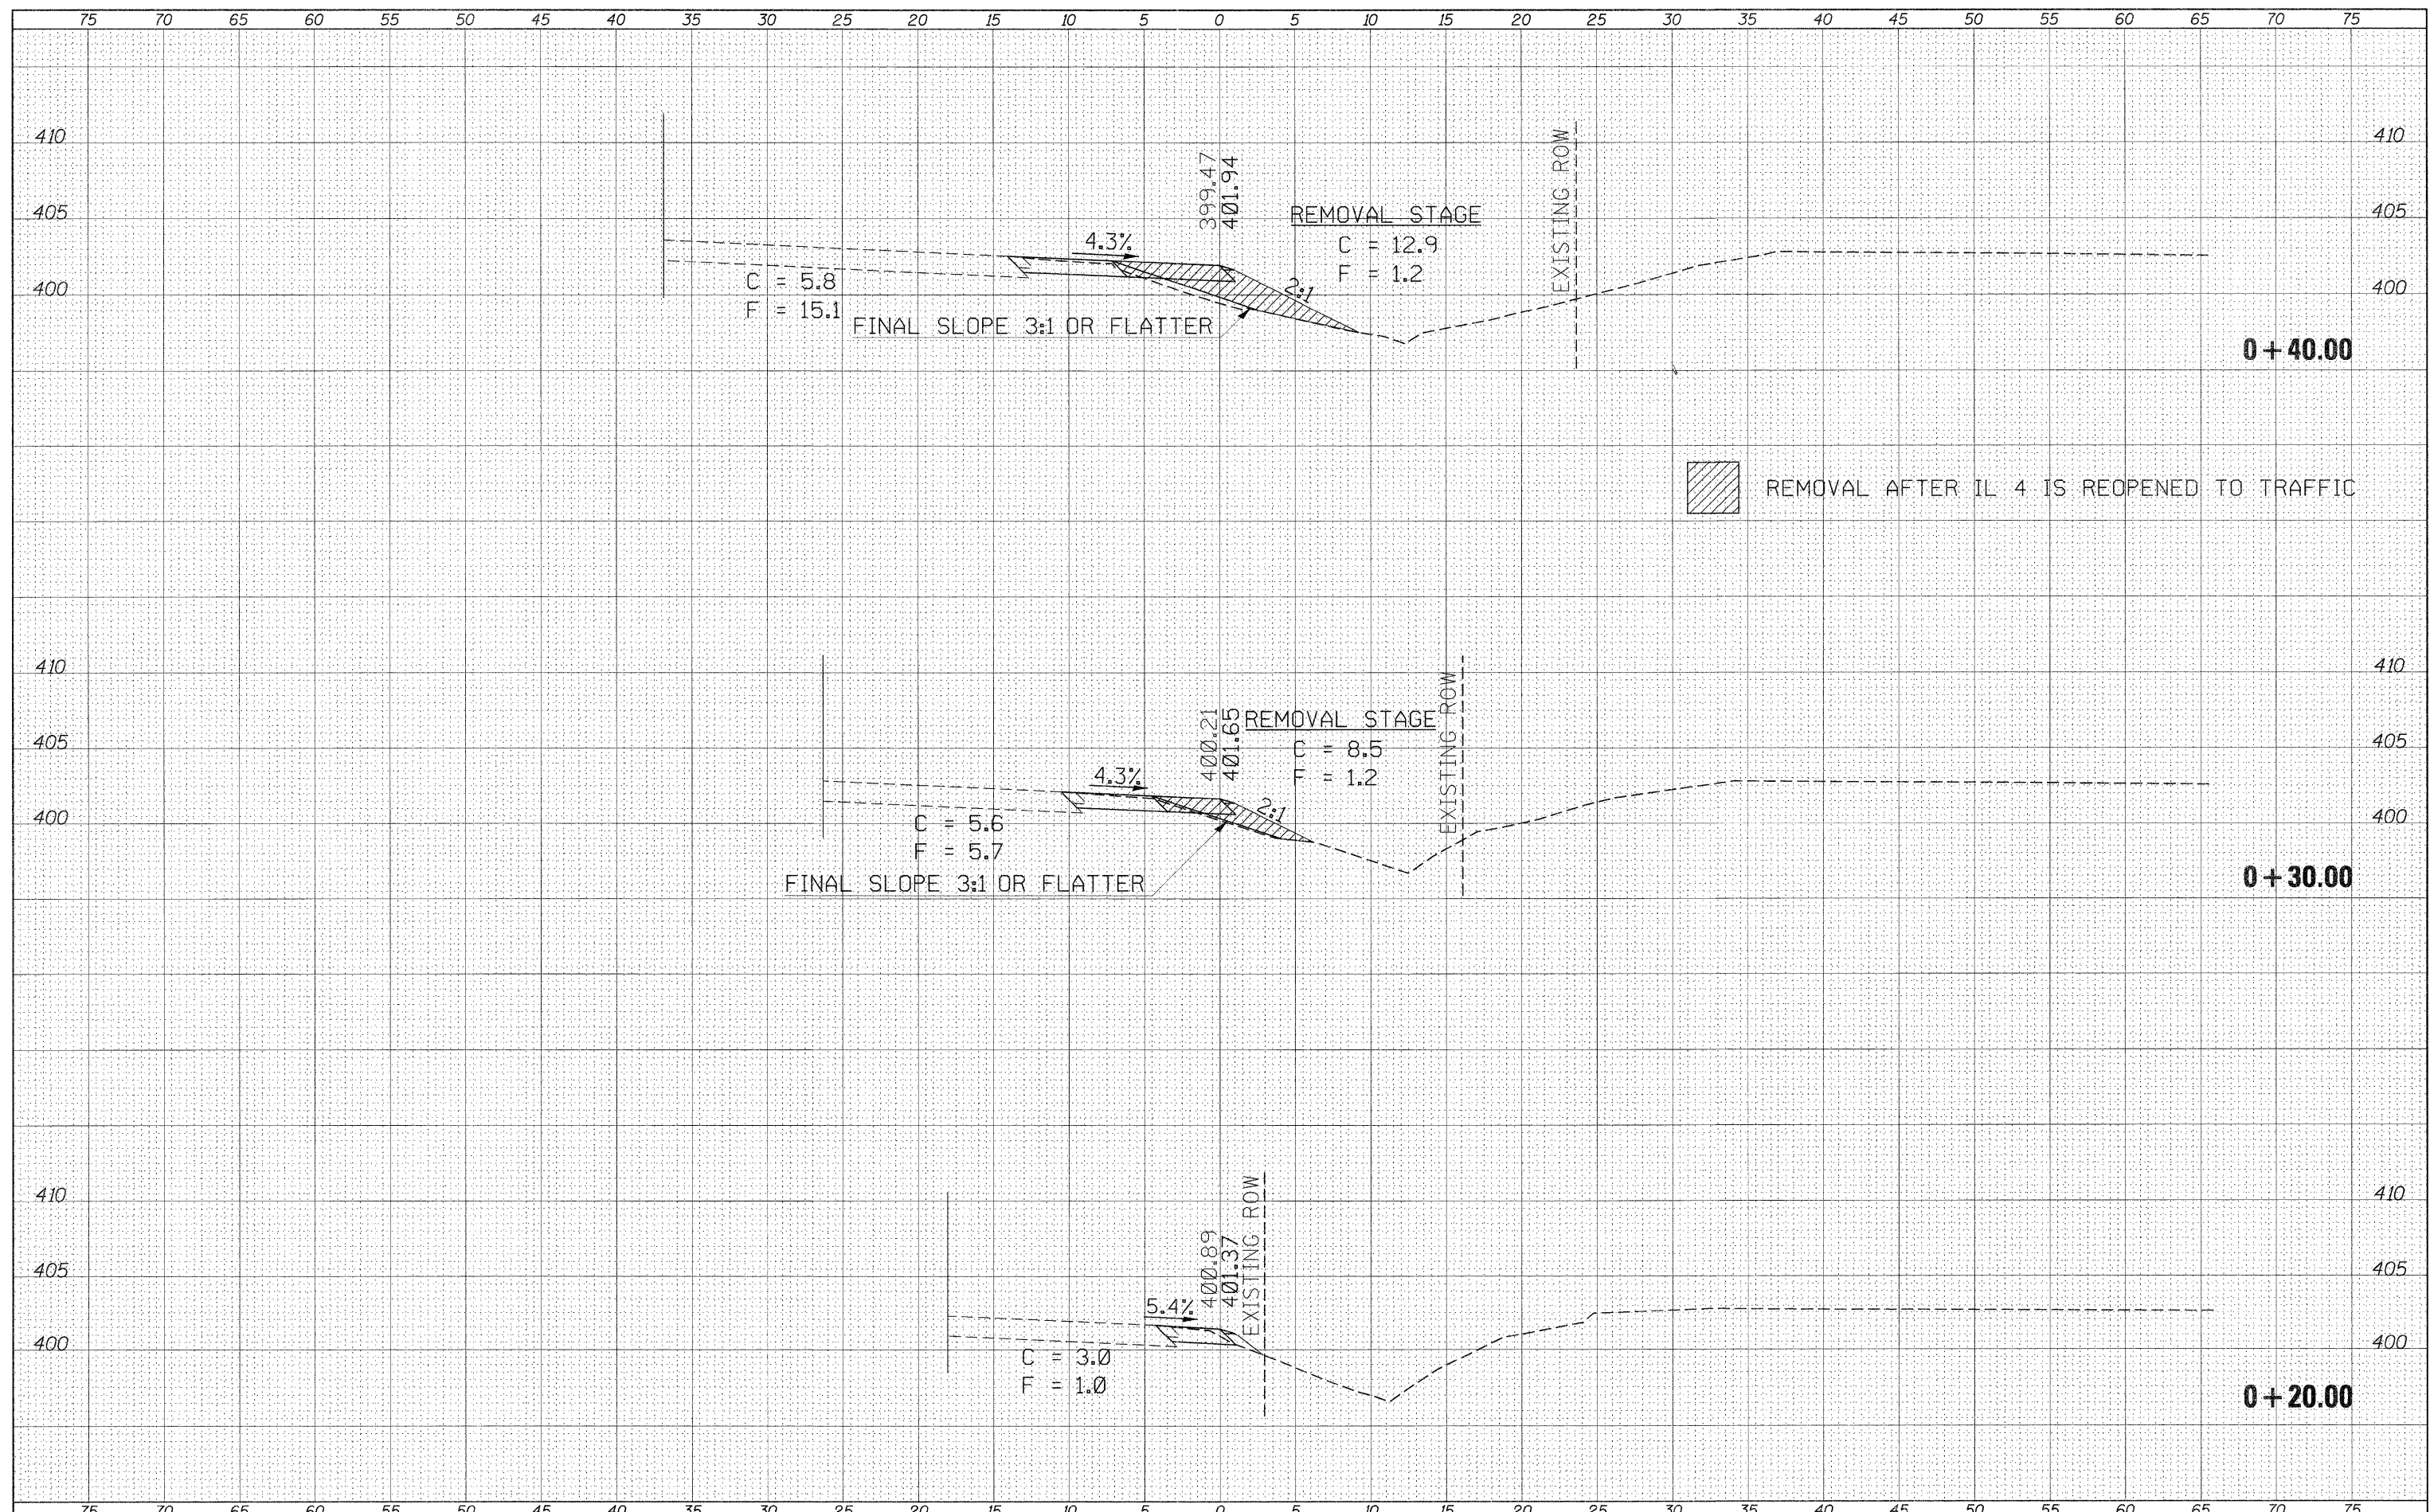 75 70 65 60 55 50 45 40 35 30 25 20 15 10 5 0 5 10 15 20 25 30 35 40 45 50 55 60 65 70 75
410 410
405 405
400 400
399.47
401.94
EXISTING ROW
REMOVAL STAGE
C = 12.9
F = 1.2
4.3%
2:1
C = 5.8
F = 15.1
FINAL SLOPE 3:1 OR FLATTER
0+40.00
REMOVAL AFTER IL 4 IS REOPENED TO TRAFFIC
410 410
405 405
400 400
400.21
401.65
EXISTING ROW
REMOVAL STAGE
C = 8.5
F = 1.2
4.3%
2:1
C = 5.6
F = 5.7
FINAL SLOPE 3:1 OR FLATTER
0+30.00
410 410
405 405
400 400
400.89
401.37
EXISTING ROW
5.4%
C = 3.0
F = 1.0
0+20.00
75 70 65 60 55 50 45 40 35 30 25 20 15 10 5 0 5 10 15 20 25 30 35 40 45 50 55 60 65 70 75